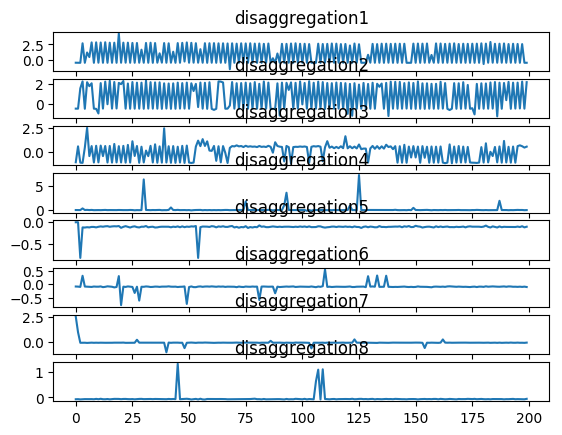 disaggregation1
2.5
0.0
disaggregation2
2
0
disaggregation3
2.5
0.0
disaggregation4
5
0
disaggregation5
0.0
−0.5
disaggregation6
0.5
0.0
−0.5
disaggregation7
2.5
0.0
disaggregation8
1
0
0 25 50 75 100 125 150 175 200